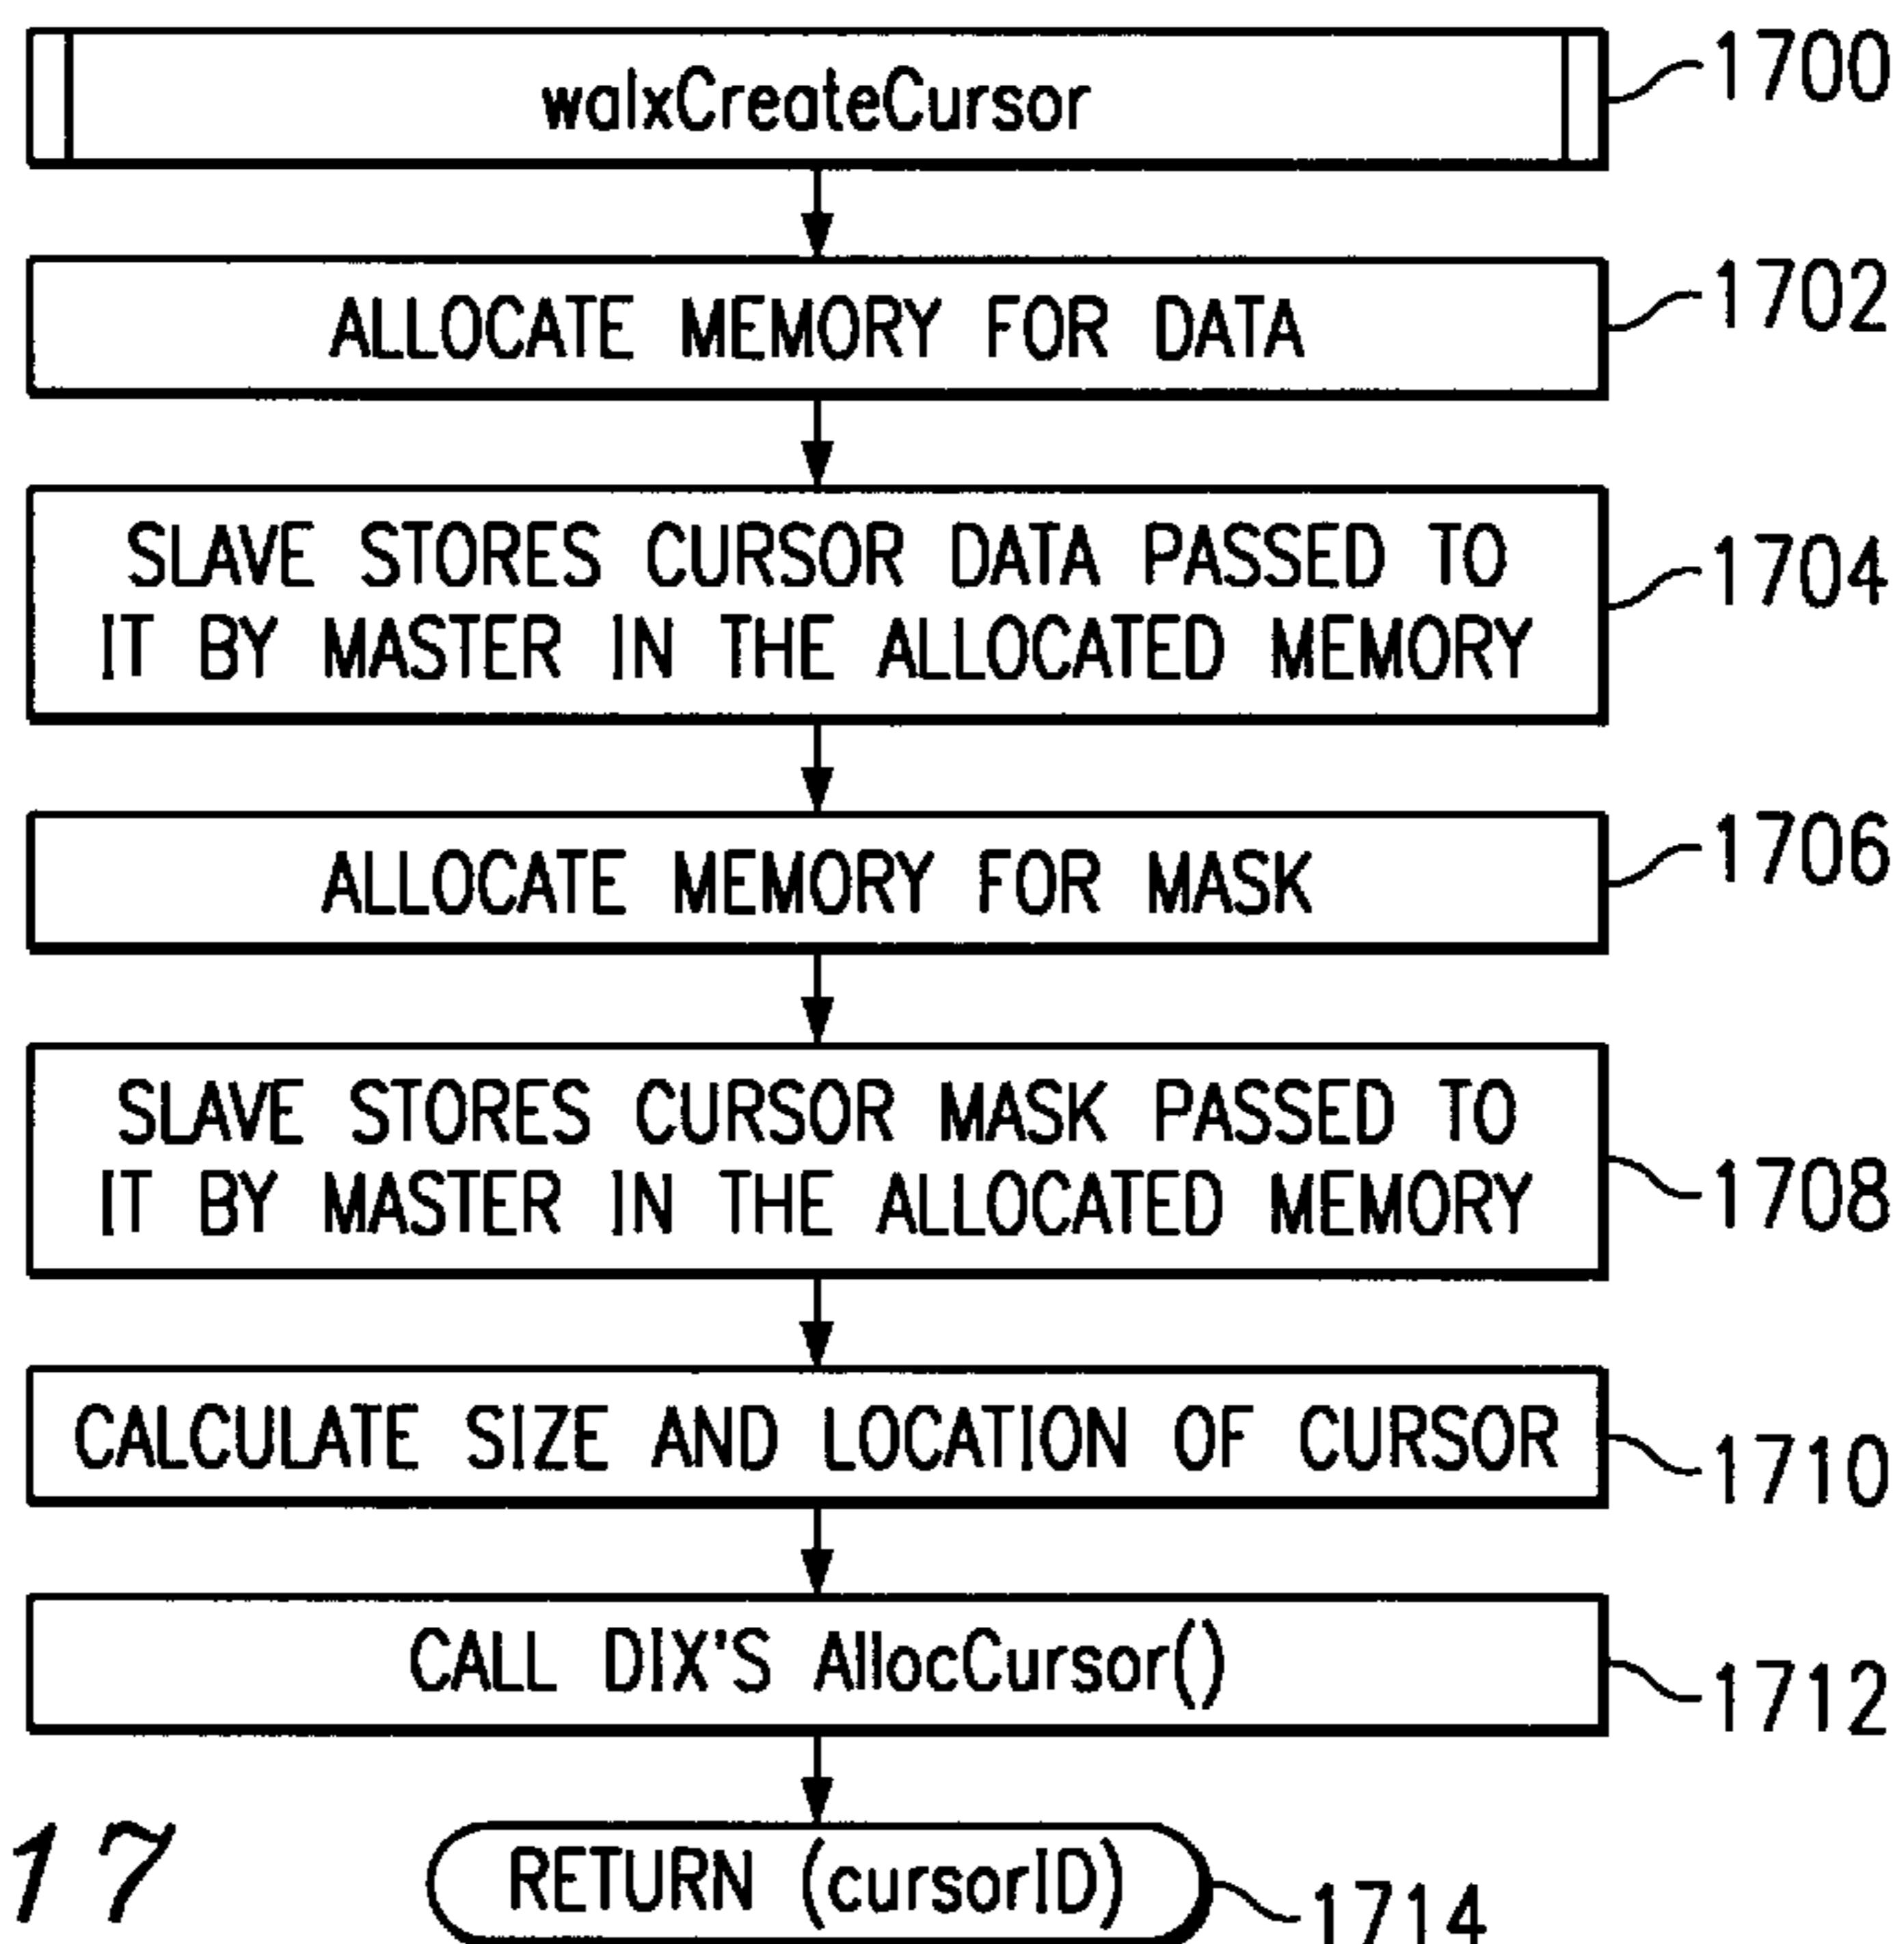 walxCreateCursor
1700
ALLOCATE MEMORY FOR DATA
1702
SLAVE STORES CURSOR DATA PASSED TO
IT BY MASTER IN THE ALLOCATED MEMORY
1704
ALLOCATE MEMORY FOR MASK
1706
SLAVE STORES CURSOR MASK PASSED TO
IT BY MASTER IN THE ALLOCATED MEMORY
1708
CALCULATE SIZE AND LOCATION OF CURSOR
1710
CALL DIX'S AllocCursor()
1712
17
RETURN (cursorID)
1714